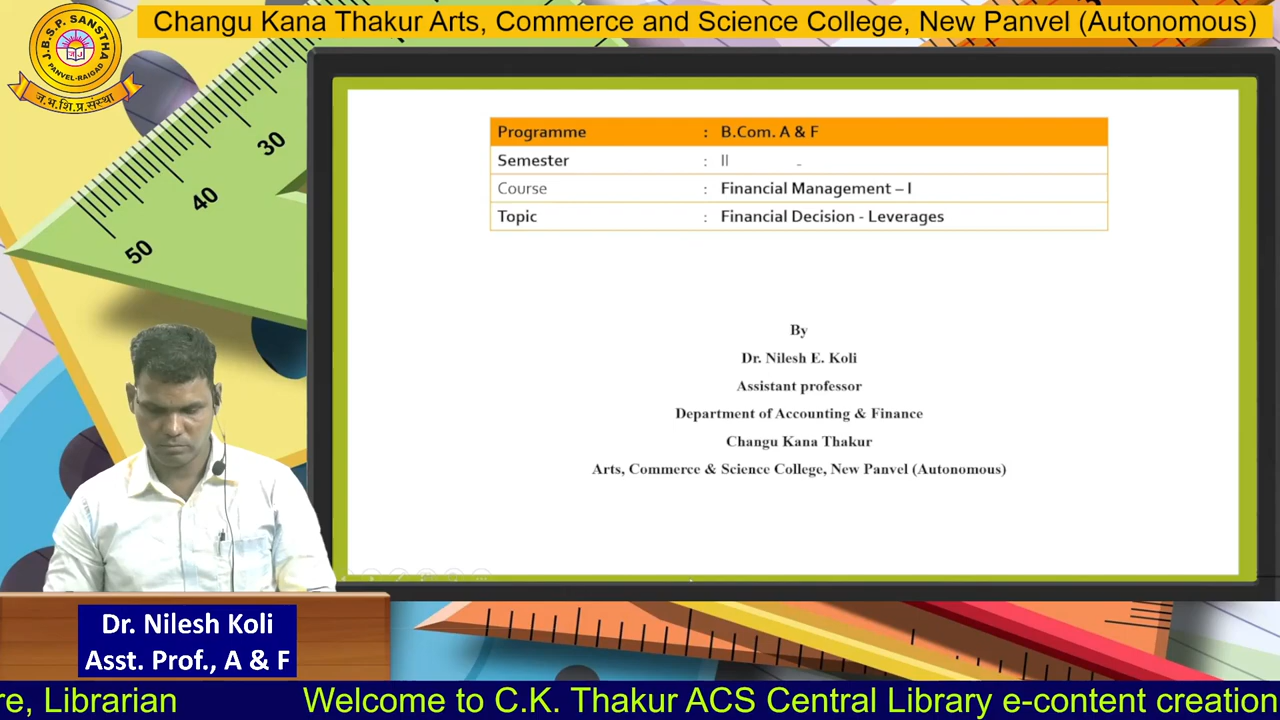 Changu Kana Thakur Arts, Commerce and Science College, New Panvel (Autonomous)
J.B.S.P. SANSTHA
PANVEL-RAIGAD
ज.भ.शि.प्र.संस्था
30
40
50
Programme : B.Com. A & F
Semester : II
Course : Financial Management – I
Topic : Financial Decision - Leverages
By
Dr. Nilesh E. Koli
Assistant professor
Department of Accounting & Finance
Changu Kana Thakur
Arts, Commerce & Science College, New Panvel (Autonomous)
Dr. Nilesh Koli
Asst. Prof., A & F
re, Librarian Welcome to C.K. Thakur ACS Central Library e-content creation